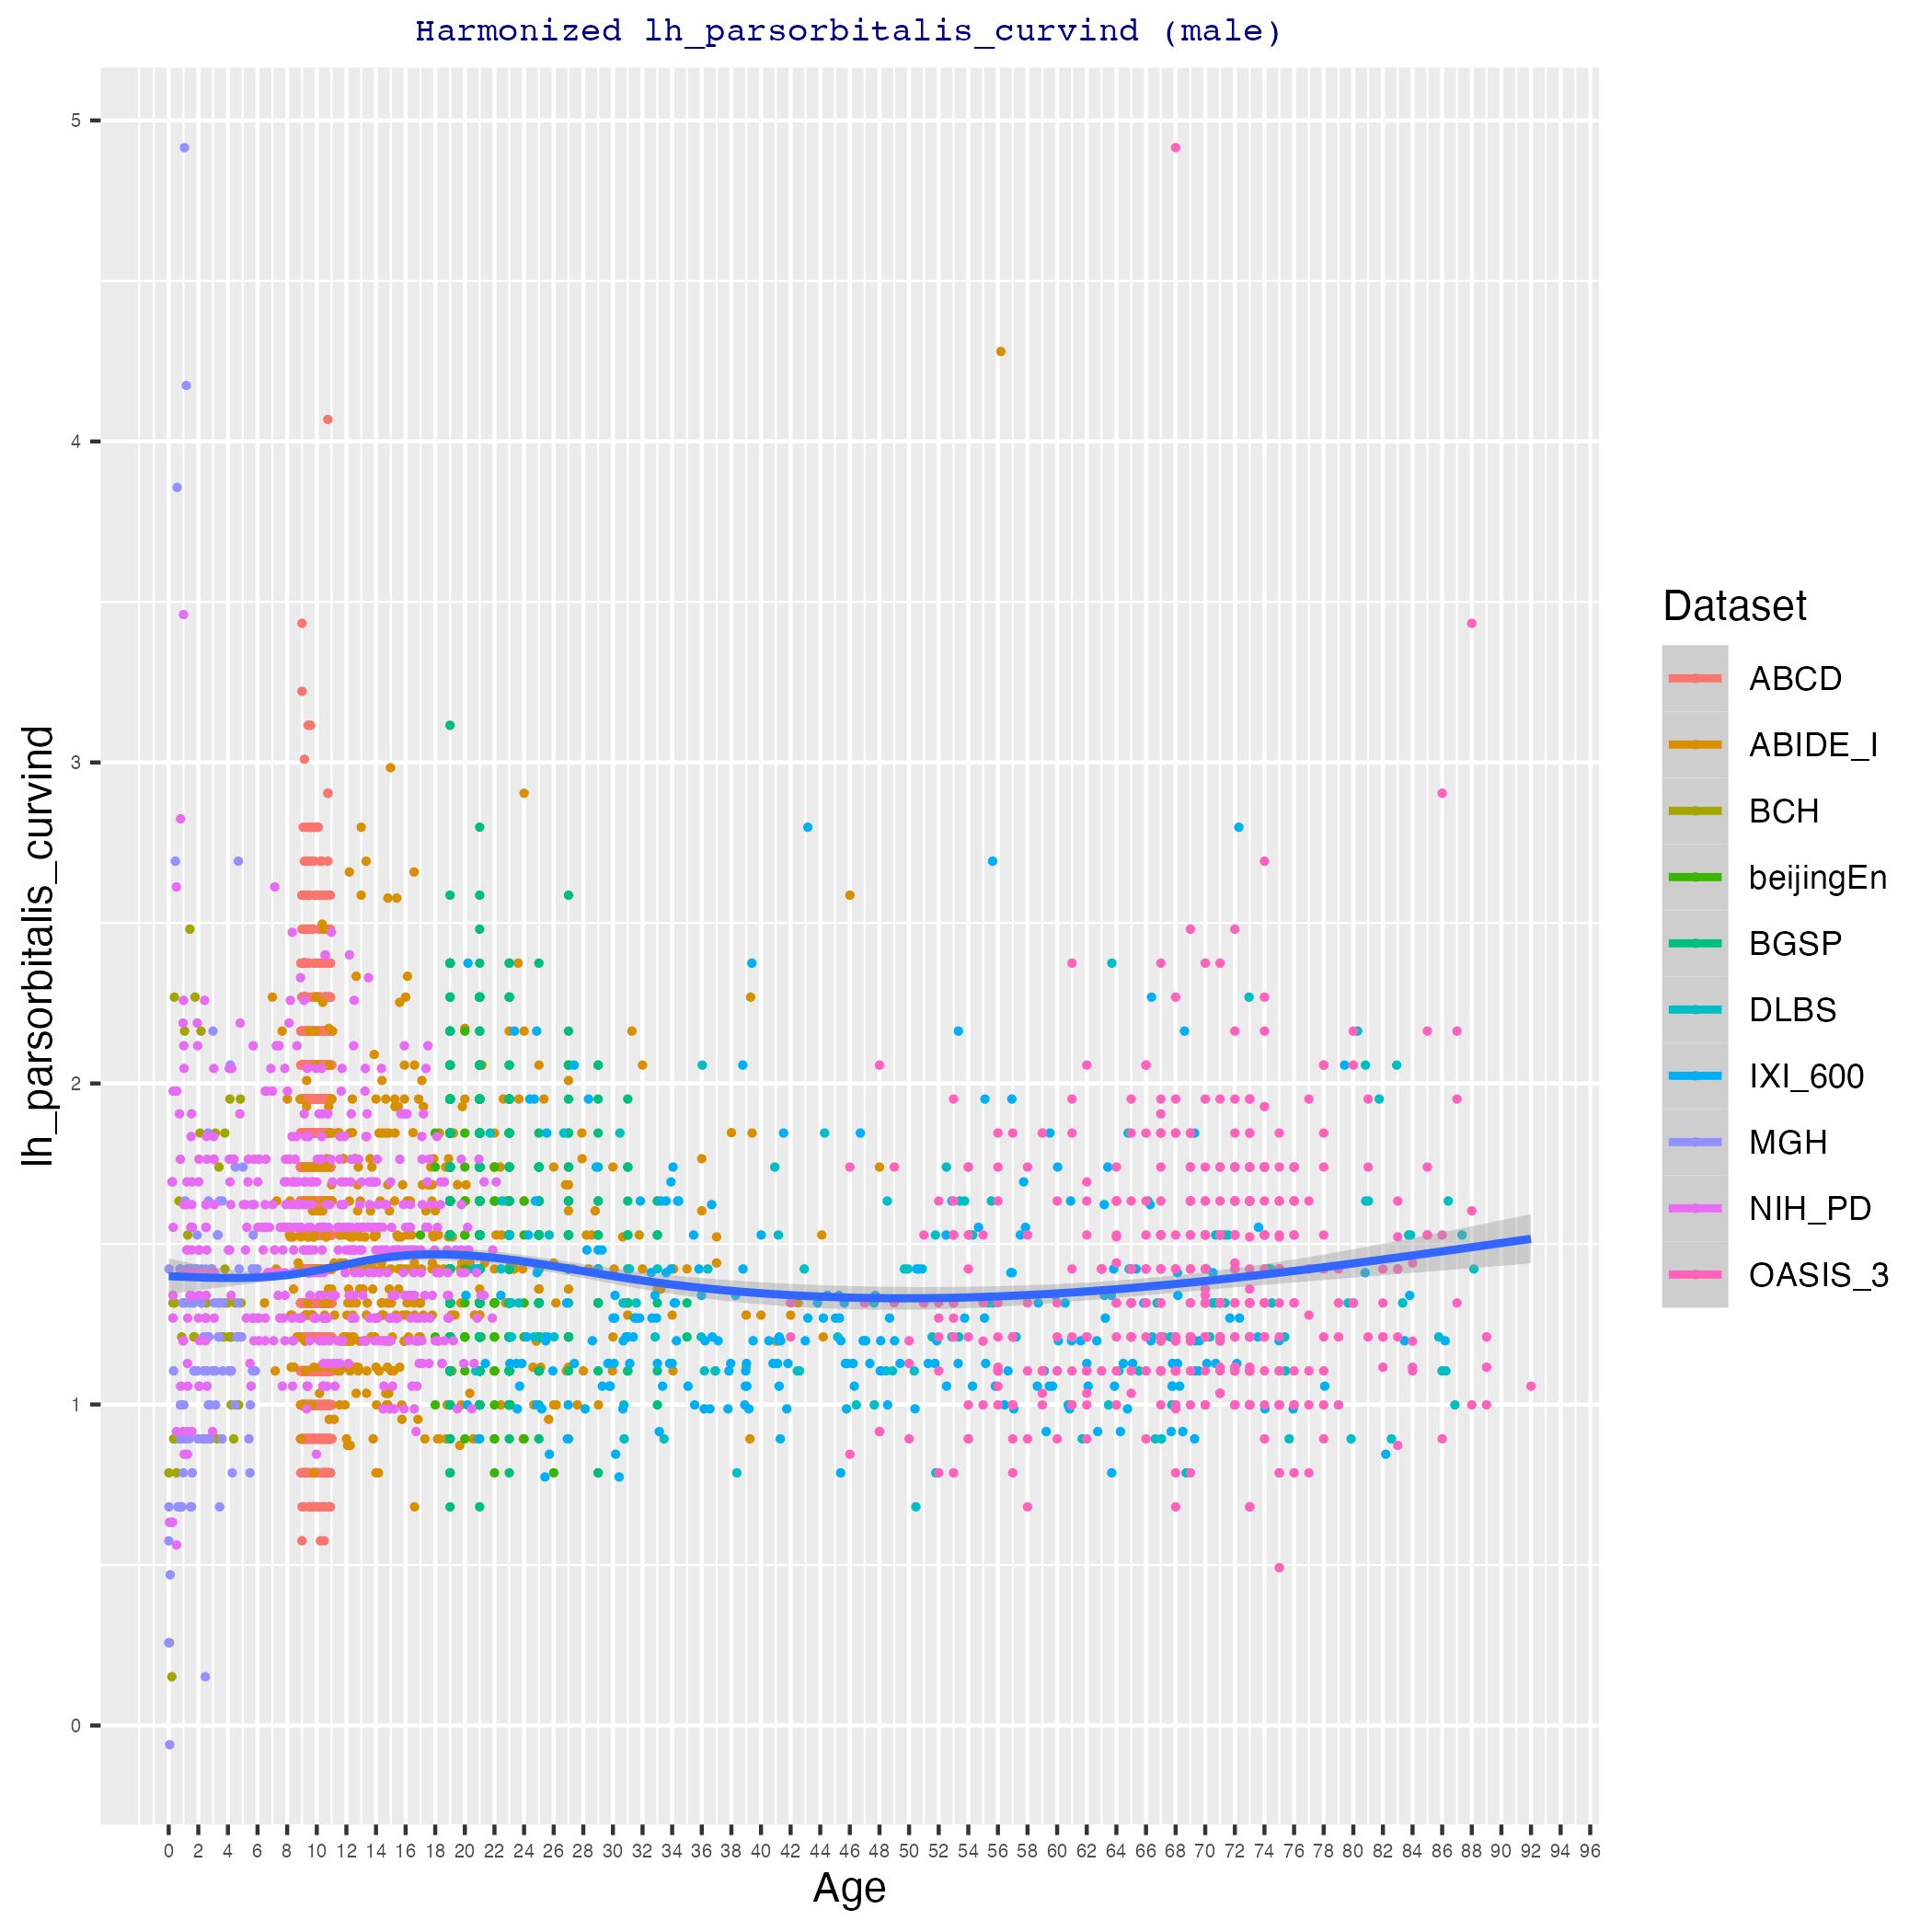 Harmonized lh_parsorbitalis_curvind (male)
lh_parsorbitalis_curvind
5
4
3
2
1
0
0 2 4 6 8 10 12 14 16 18 20 22 24 26 28 30 32 34 36 38 40 42 44 46 48 50 52 54 56 58 60 62 64 66 68 70 72 74 76 78 80 82 84 86 88 90 92 94 96
Age
Dataset
ABCD
ABIDE_I
BCH
beijingEn
BGSP
DLBS
IXI_600
MGH
NIH_PD
OASIS_3